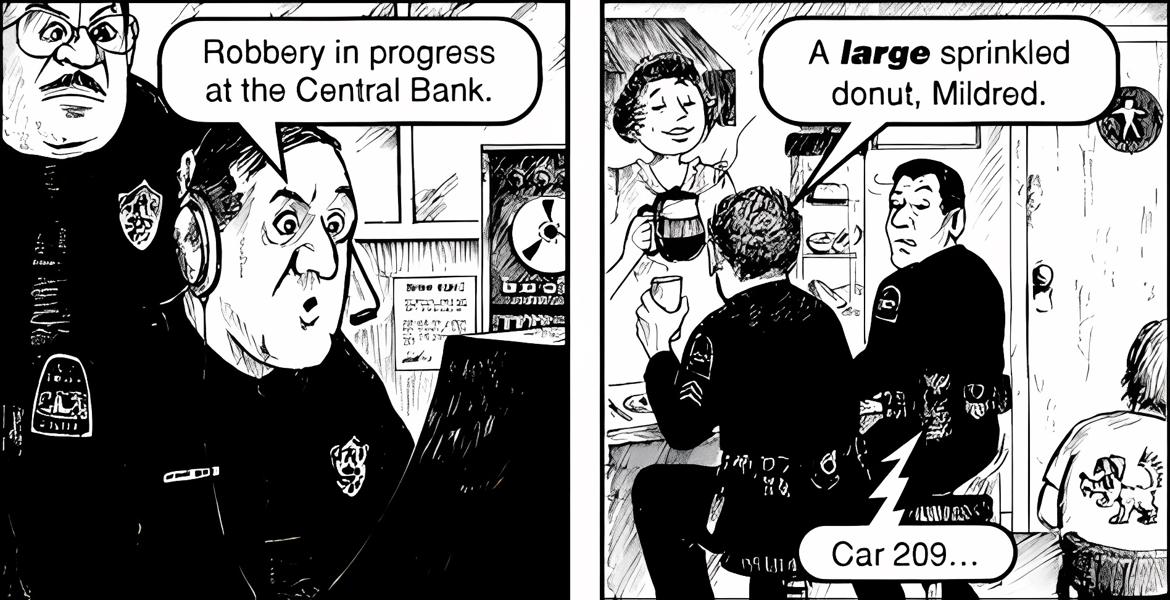 Robbery in progress
at the Central Bank.
A large sprinkled
donut, Mildred.
Car 209...